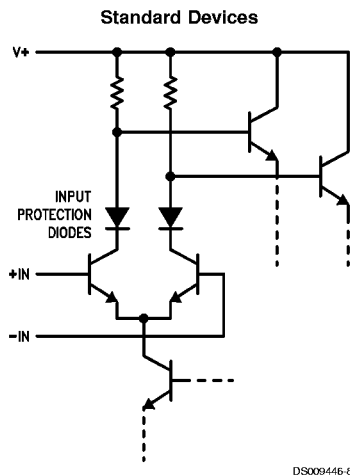 Standard Devices
V+
INPUT
PROTECTION
DIODES
+IN
−IN
DS009446-8